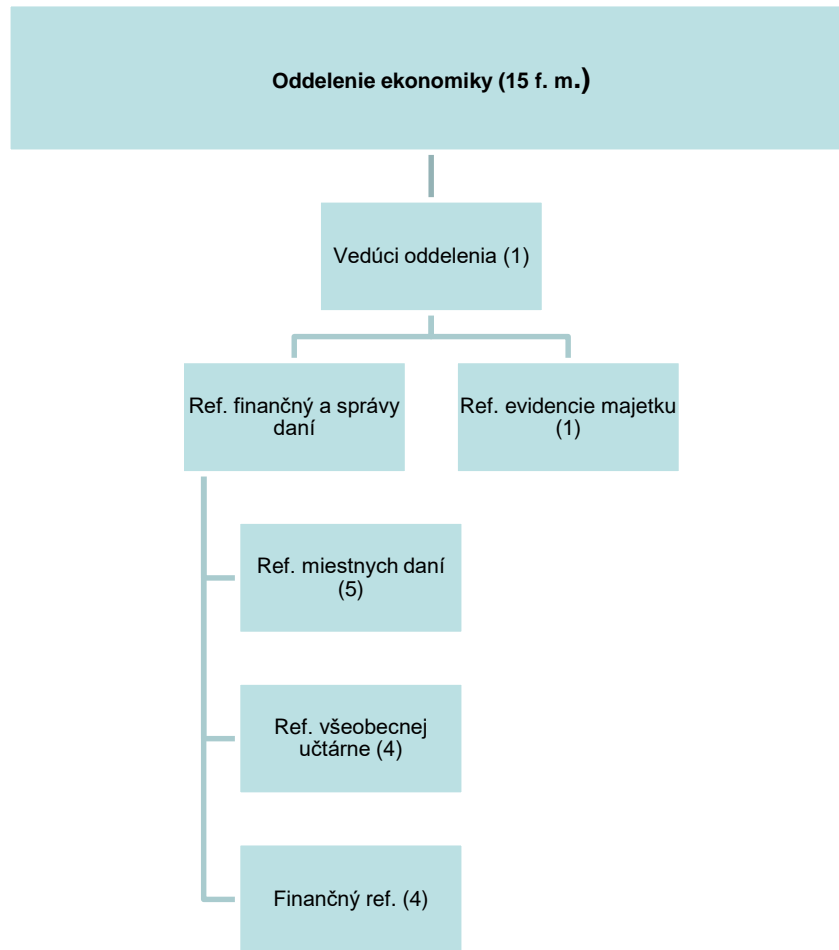 Oddelenie ekonomiky (15 f. m.)
Vedúci oddelenia (1)
Ref. finančný a správy
daní
Ref. evidencie majetku
(1)
Ref. miestnych daní
(5)
Ref. všeobecnej
učtárne (4)
Finančný ref. (4)